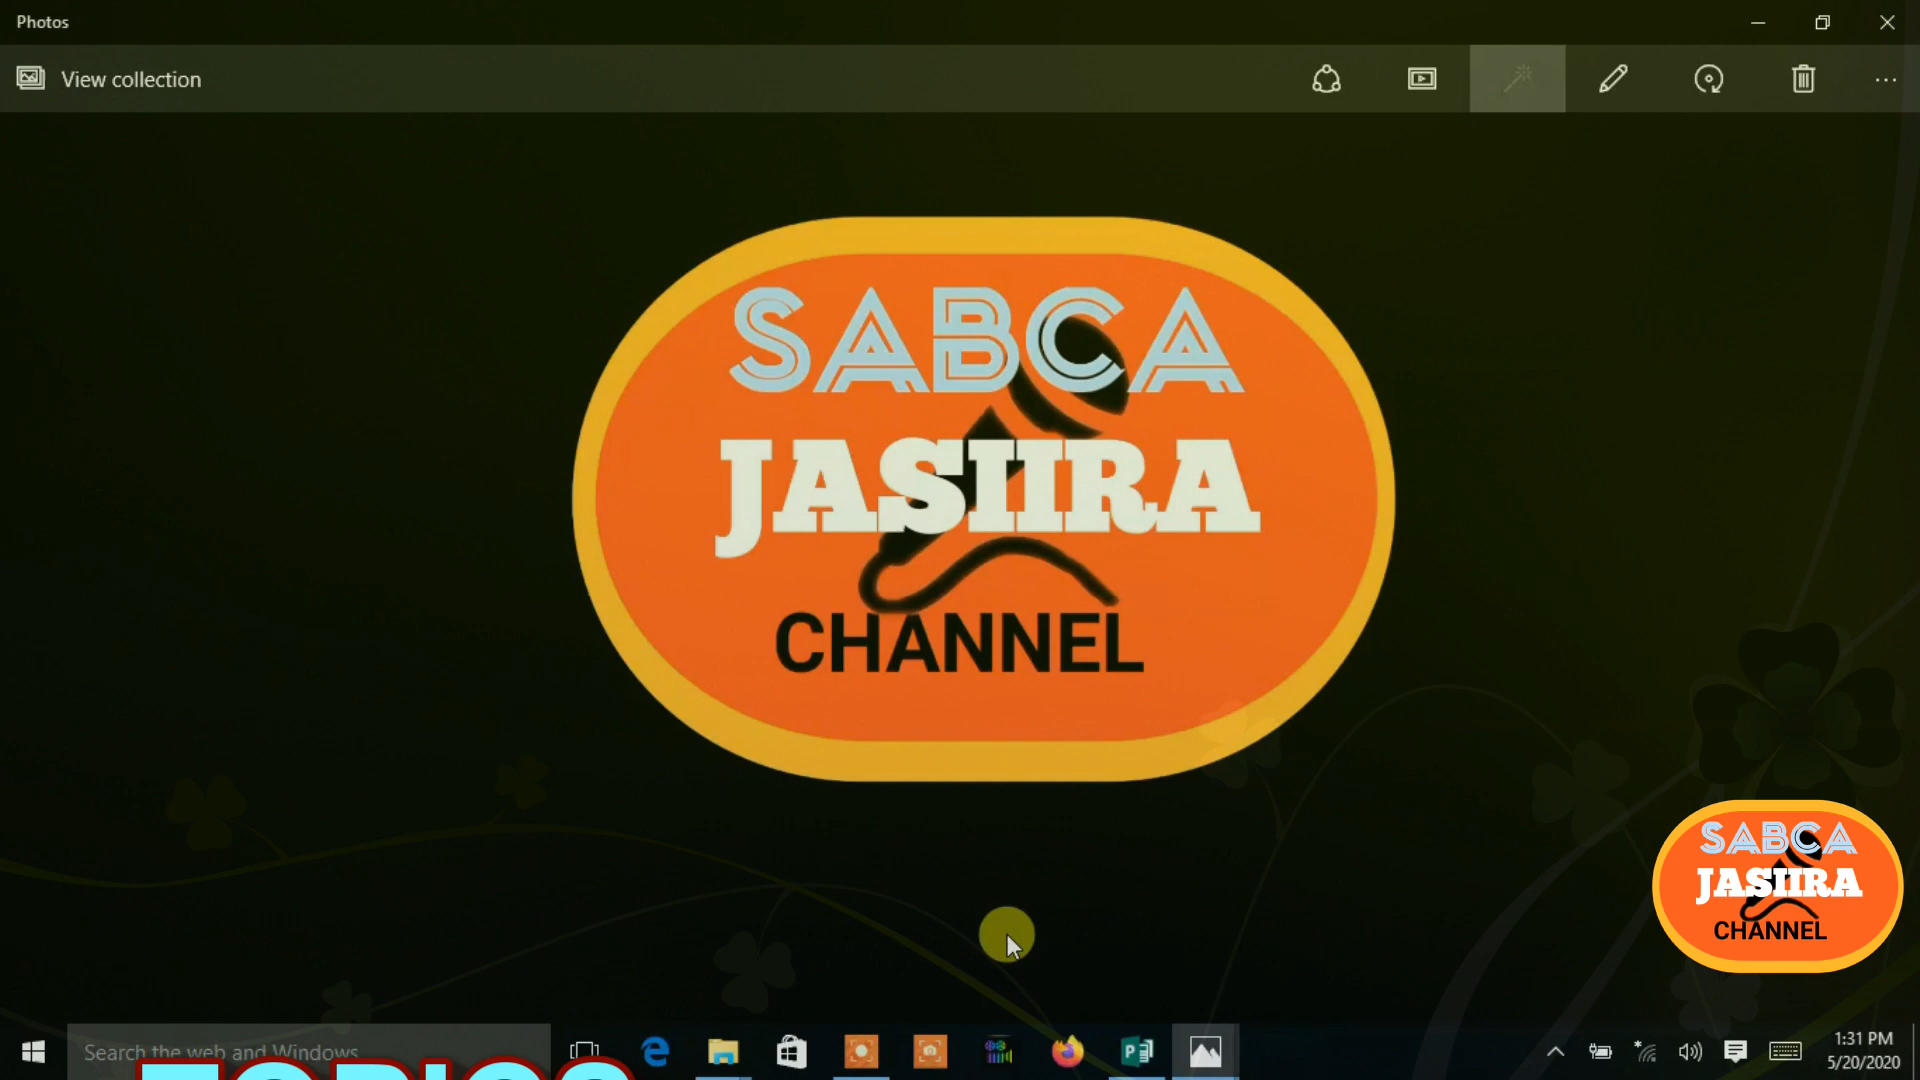 Photos
View collection
SABCA
JASIIRA
CHANNEL
SABCA
JASIIRA
CHANNEL
Search the web and Windows
1:31 PM
5/20/2020
TOPICS